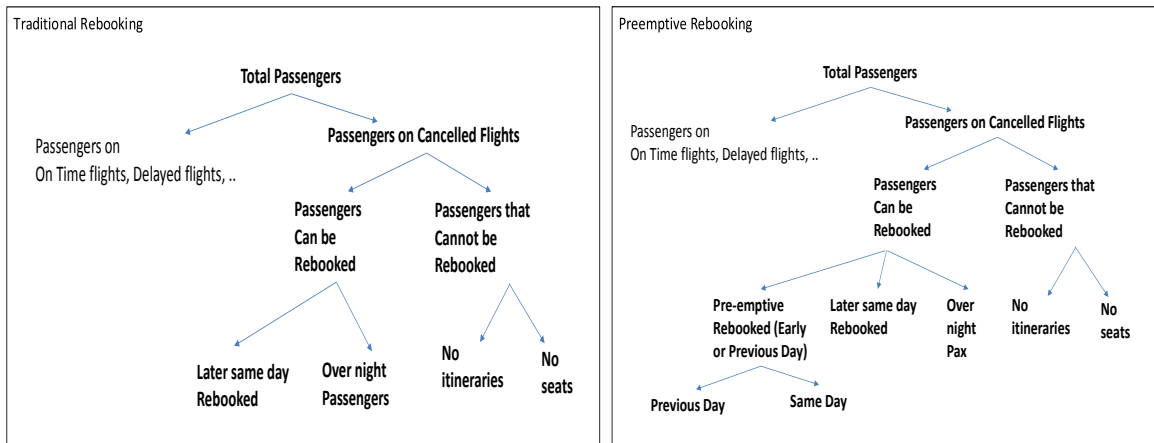 Traditional Rebooking
Total Passengers
Passengers on
On Time flights, Delayed flights, ..
Passengers on Cancelled Flights
Passengers
Can be
Rebooked
Passengers that
Cannot be
Rebooked
Later same day
Rebooked
Over night
Passengers
No
itineraries
No
seats
Preemptive Rebooking
Total Passengers
Passengers on
On Time flights, Delayed flights, ..
Passengers on Cancelled Flights
Passengers
Can be
Rebooked
Passengers that
Cannot be
Rebooked
Pre-emptive
Rebooked (Early
or Previous Day)
Later same day
Rebooked
Over
night
Pax
No
itineraries
No
seats
Previous Day
Same Day